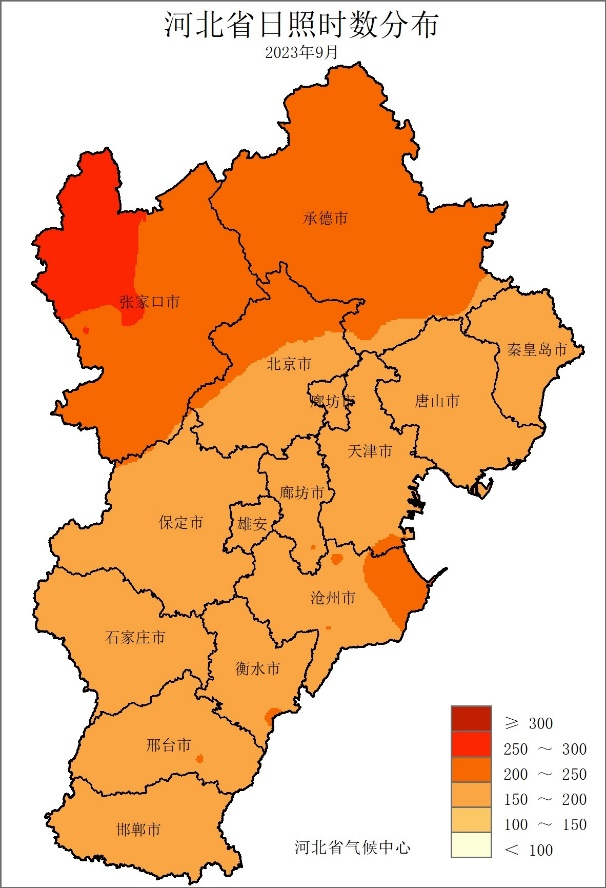 河北省日照时数分布
2023年9月
承德市
张家口市
秦皇岛市
北京市
廊坊市
唐山市
天津市
廊坊市
保定市
雄安
沧州市
石家庄市
衡水市
邢台市
邯郸市
≥ 300
250 ～ 300
200 ～ 250
150 ～ 200
100 ～ 150
< 100
河北省气候中心